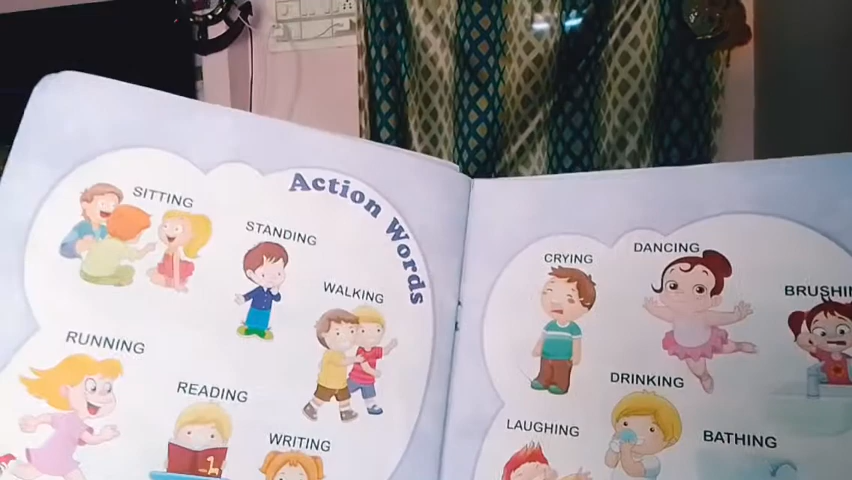 Action Words
SITTING
STANDING
WALKING
RUNNING
READING
WRITING
CRYING
DANCING
DRINKING
LAUGHING
BATHING